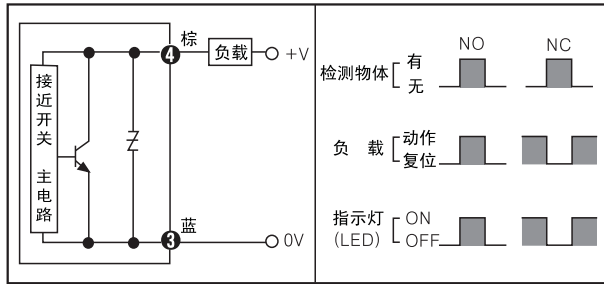 接近开关 主电路
4
棕
负载
+V
3
蓝
0V
NO NC
检测物体 有
无
负 载 动作
复位
指示灯 ON
(LED) OFF